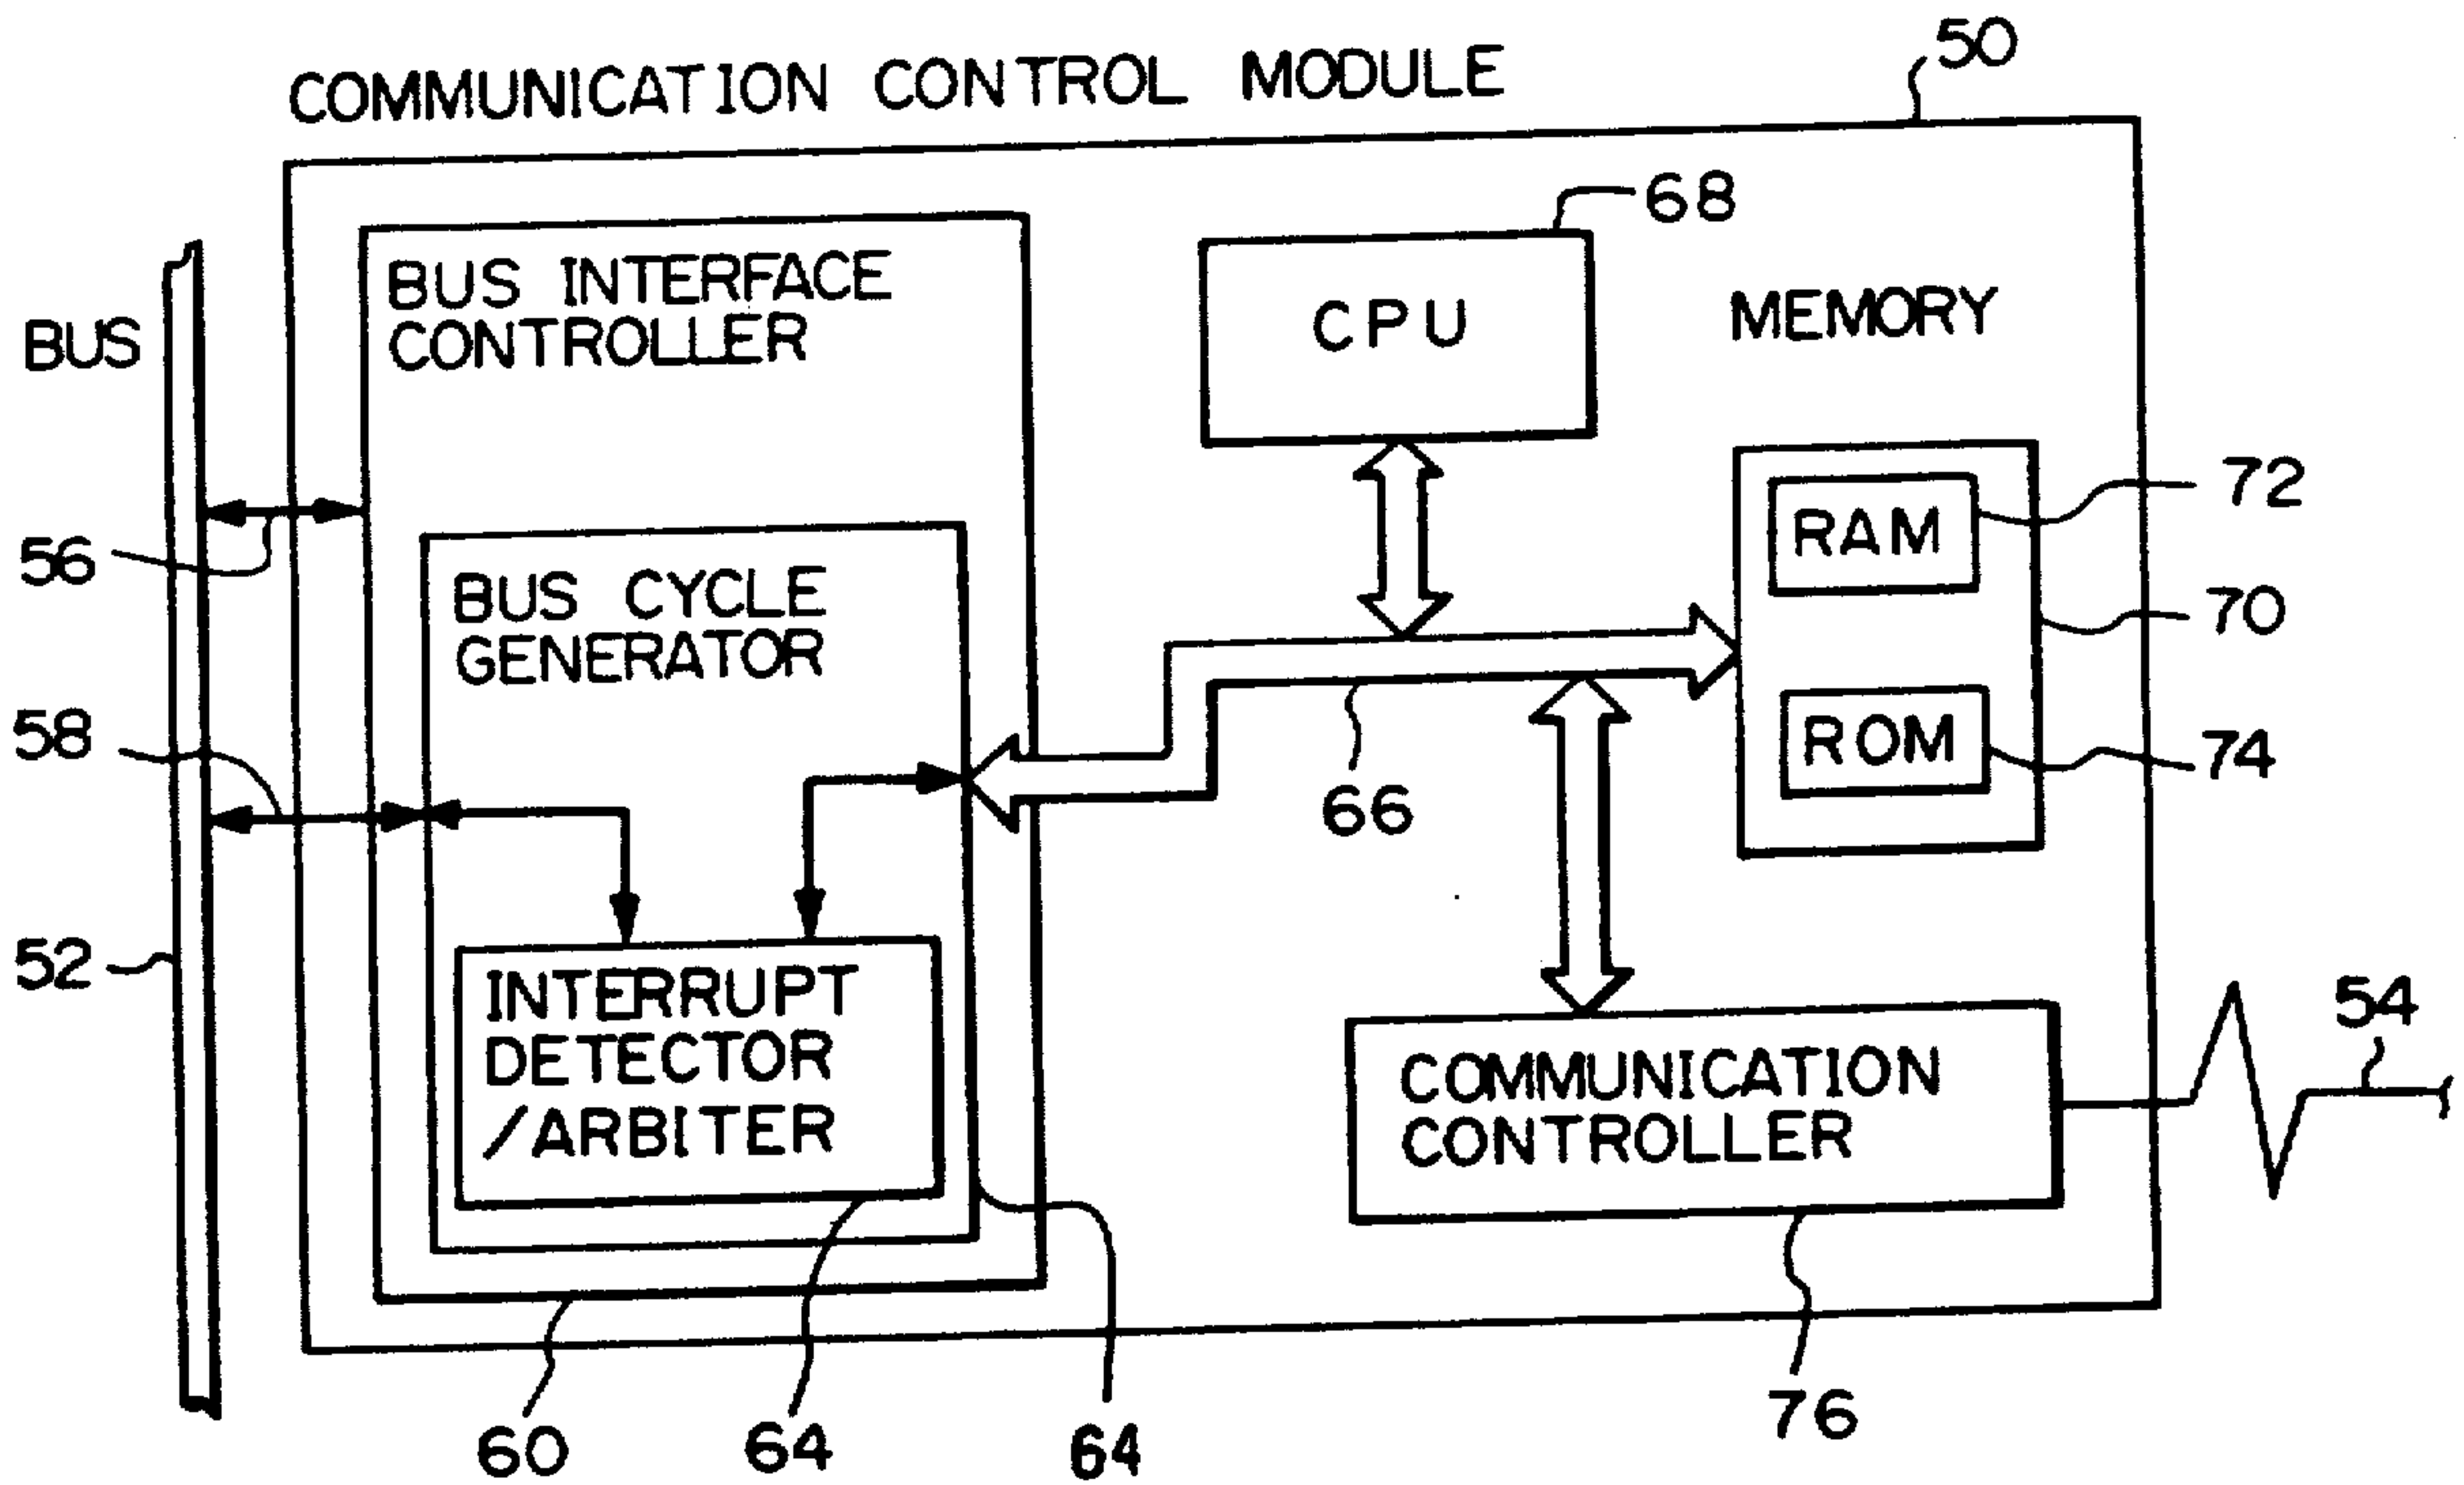 COMMUNICATION CONTROL MODULE
50
68
BUS
BUS INTERFACE
CONTROLLER
CPU
MEMORY
72
RAM
56
BUS CYCLE
GENERATOR
70
58
ROM
74
66
52
INTERRUPT
DETECTOR
/ARBITER
54
COMMUNICATION
CONTROLLER
60
64
64
76